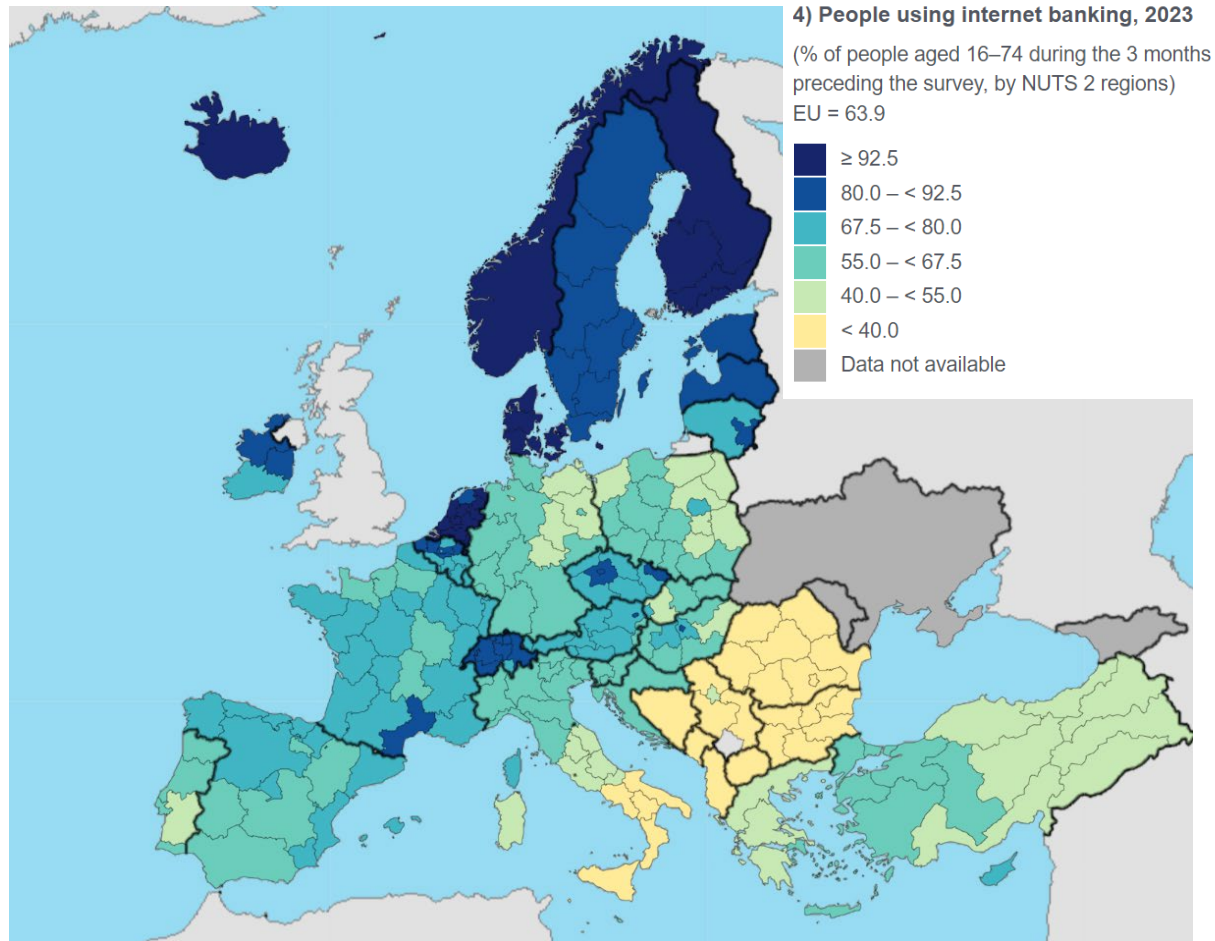 4) People using internet banking, 2023
(% of people aged 16–74 during the 3 months
preceding the survey, by NUTS 2 regions)
EU = 63.9
≥ 92.5
80.0 – < 92.5
67.5 – < 80.0
55.0 – < 67.5
40.0 – < 55.0
< 40.0
Data not available